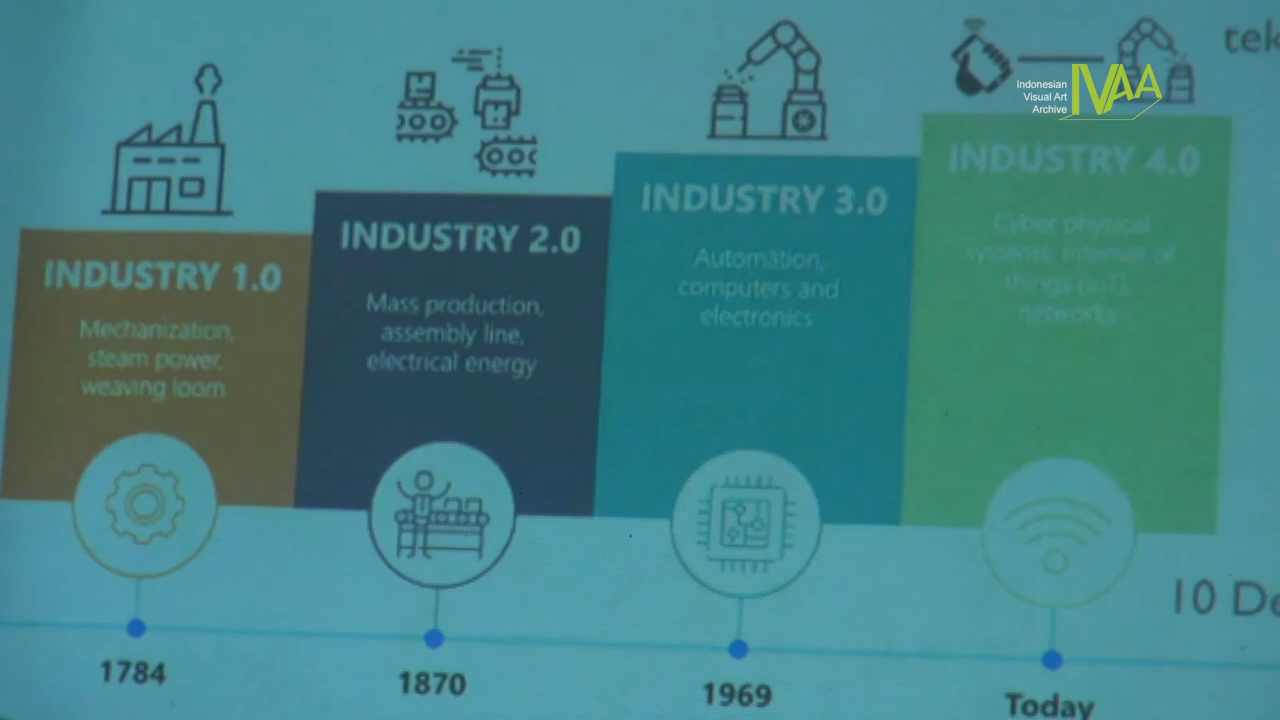 tek
Indonesian
Visual Art
Archive
IVAA
INDUSTRY 1.0
Mechanization,
steam power,
weaving loom
INDUSTRY 2.0
Mass production,
assembly line,
electrical energy
INDUSTRY 3.0
Automation,
computers and
electronics
INDUSTRY 4.0
Cyber physical
systems, internet of
things (IoT),
networks
10 De
1784
1870
1969
Today